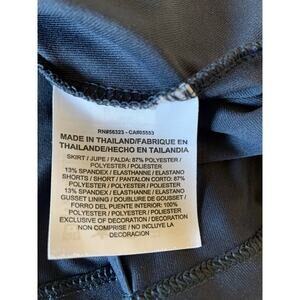 RN#56323 - CA#05553
MADE IN THAILAND/FABRIQUE EN
THAILANDE/HECHO EN TAILANDIA
SKIRT / JUPE / FALDA: 87% POLYESTER /
POLYESTER / POLIESTER
13% SPANDEX / ELASTHANNE / ELASTANO
SHORTS / SHORT / PANTALON CORTO: 87%
POLYESTER / POLYESTER / POLIESTER
13% SPANDEX / ELASTHANNE / ELASTANO
GUSSET LINING / DOUBLURE DE GOUSSET /
FORRO DEL PUENTE INTERIOR: 100%
POLYESTER / POLYESTER / POLIESTER
EXCLUSIVE OF DECORATION / DECORATION
NON COMPRISE / NO INCLUYE LA
DECORACION